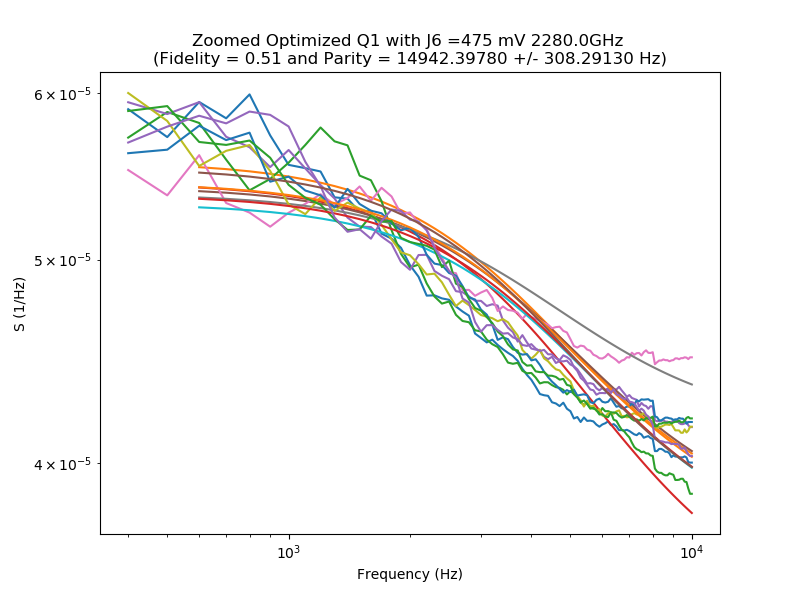 Zoomed Optimized Q1 with J6 =475 mV 2280.0GHz
(Fidelity = 0.51 and Parity = 14942.39780 +/- 308.29130 Hz)
6 × 10⁻⁵
5 × 10⁻⁵
4 × 10⁻⁵
S (1/Hz)
10³
10⁴
Frequency (Hz)